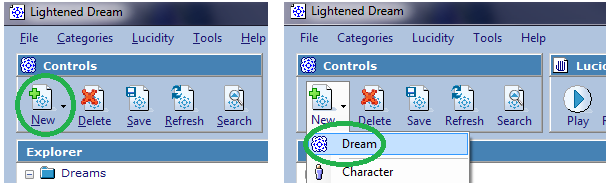 Lightened Dream
File Categories Lucidity Tools Help
Controls
New Delete Save Refresh Search
Explorer
Dreams
Lightened Dream
File Categories Lucidity Tools Help
Controls Lucid
New Delete Save Refresh Search Play
Dream
Character